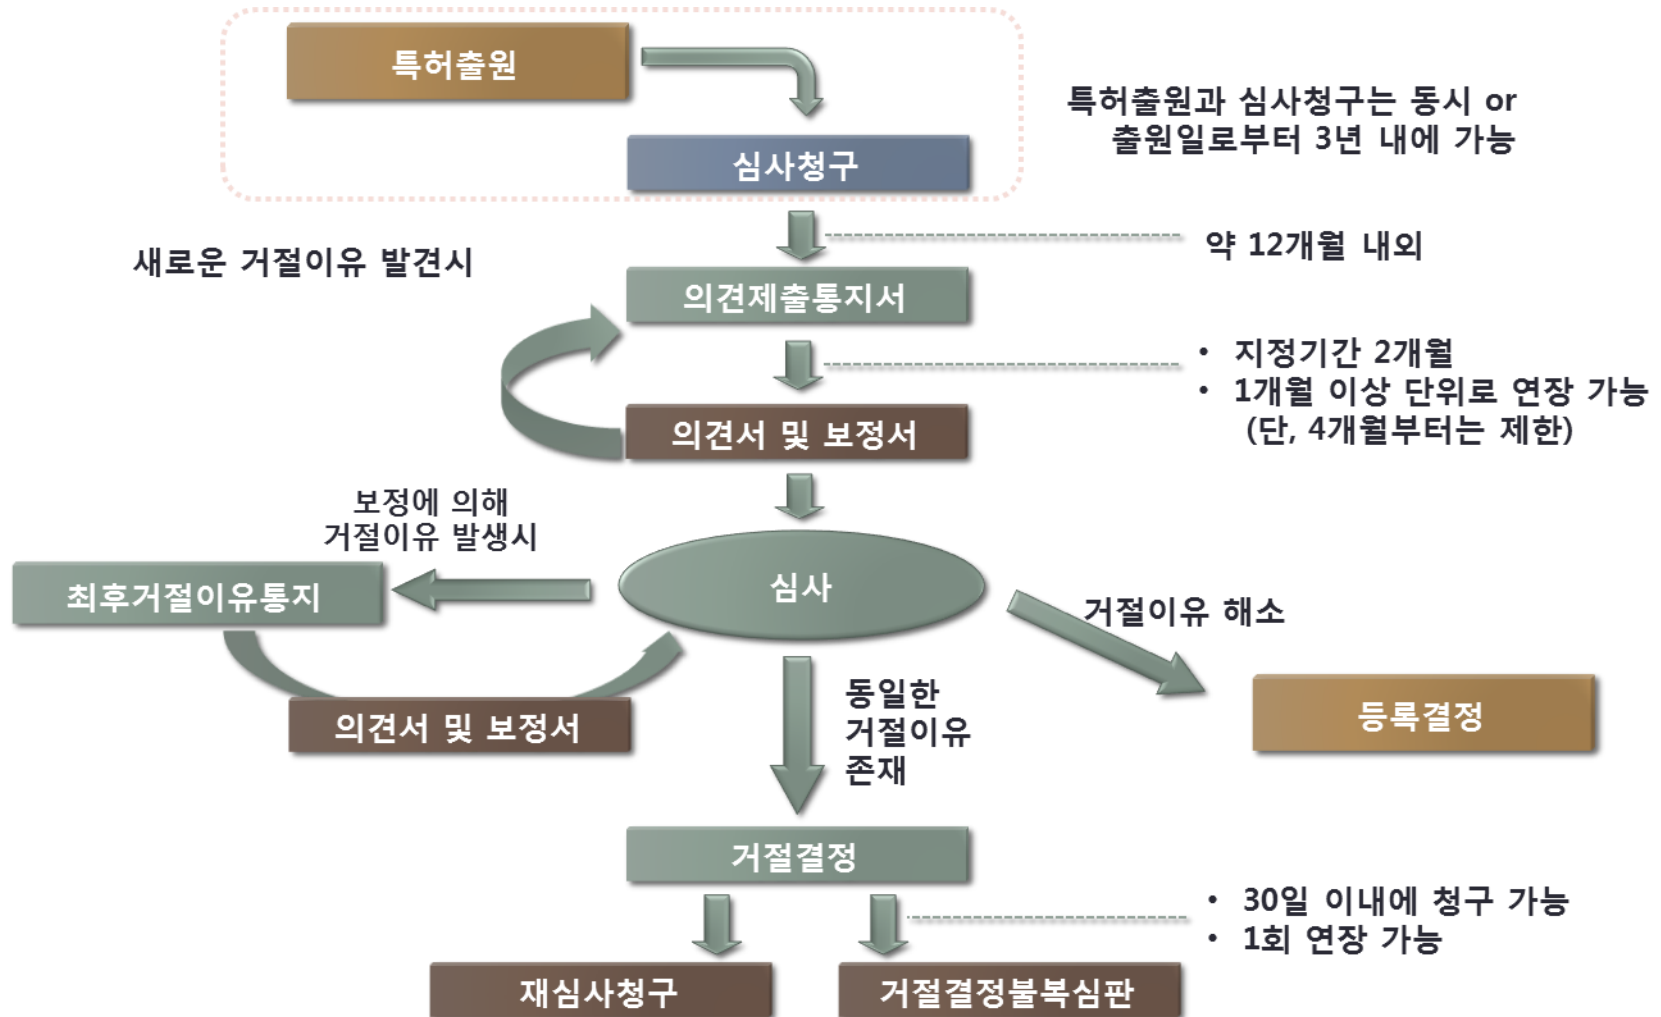 특허출원
특허출원과 심사청구는 동시 or
출원일로부터 3년 내에 가능
심사청구
약 12개월 내외
새로운 거절이유 발견시
의견제출통지서
• 지정기간 2개월
• 1개월 이상 단위로 연장 가능
(단, 4개월부터는 제한)
의견서 및 보정서
보정에 의해
거절이유 발생시
심사
최후거절이유통지
거절이유 해소
의견서 및 보정서
동일한
거절이유
존재
등록결정
거절결정
• 30일 이내에 청구 가능
• 1회 연장 가능
재심사청구
거절결정불복심판